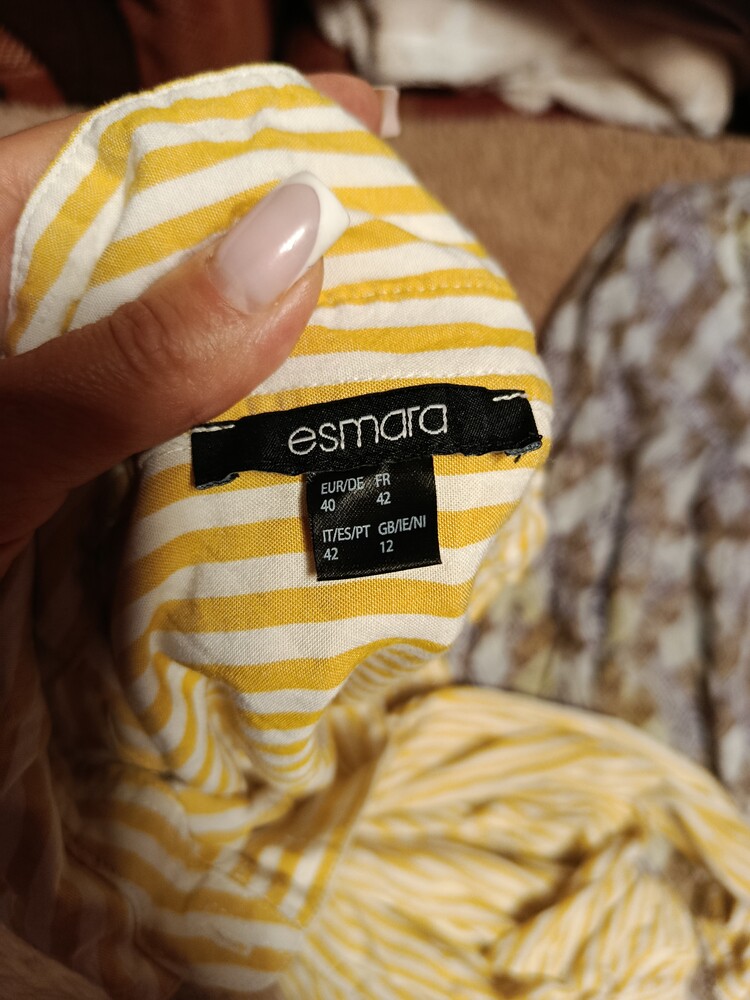 esmara
EUR/DE FR
40 42
IT/ES/PT GB/IE/NI
42 12